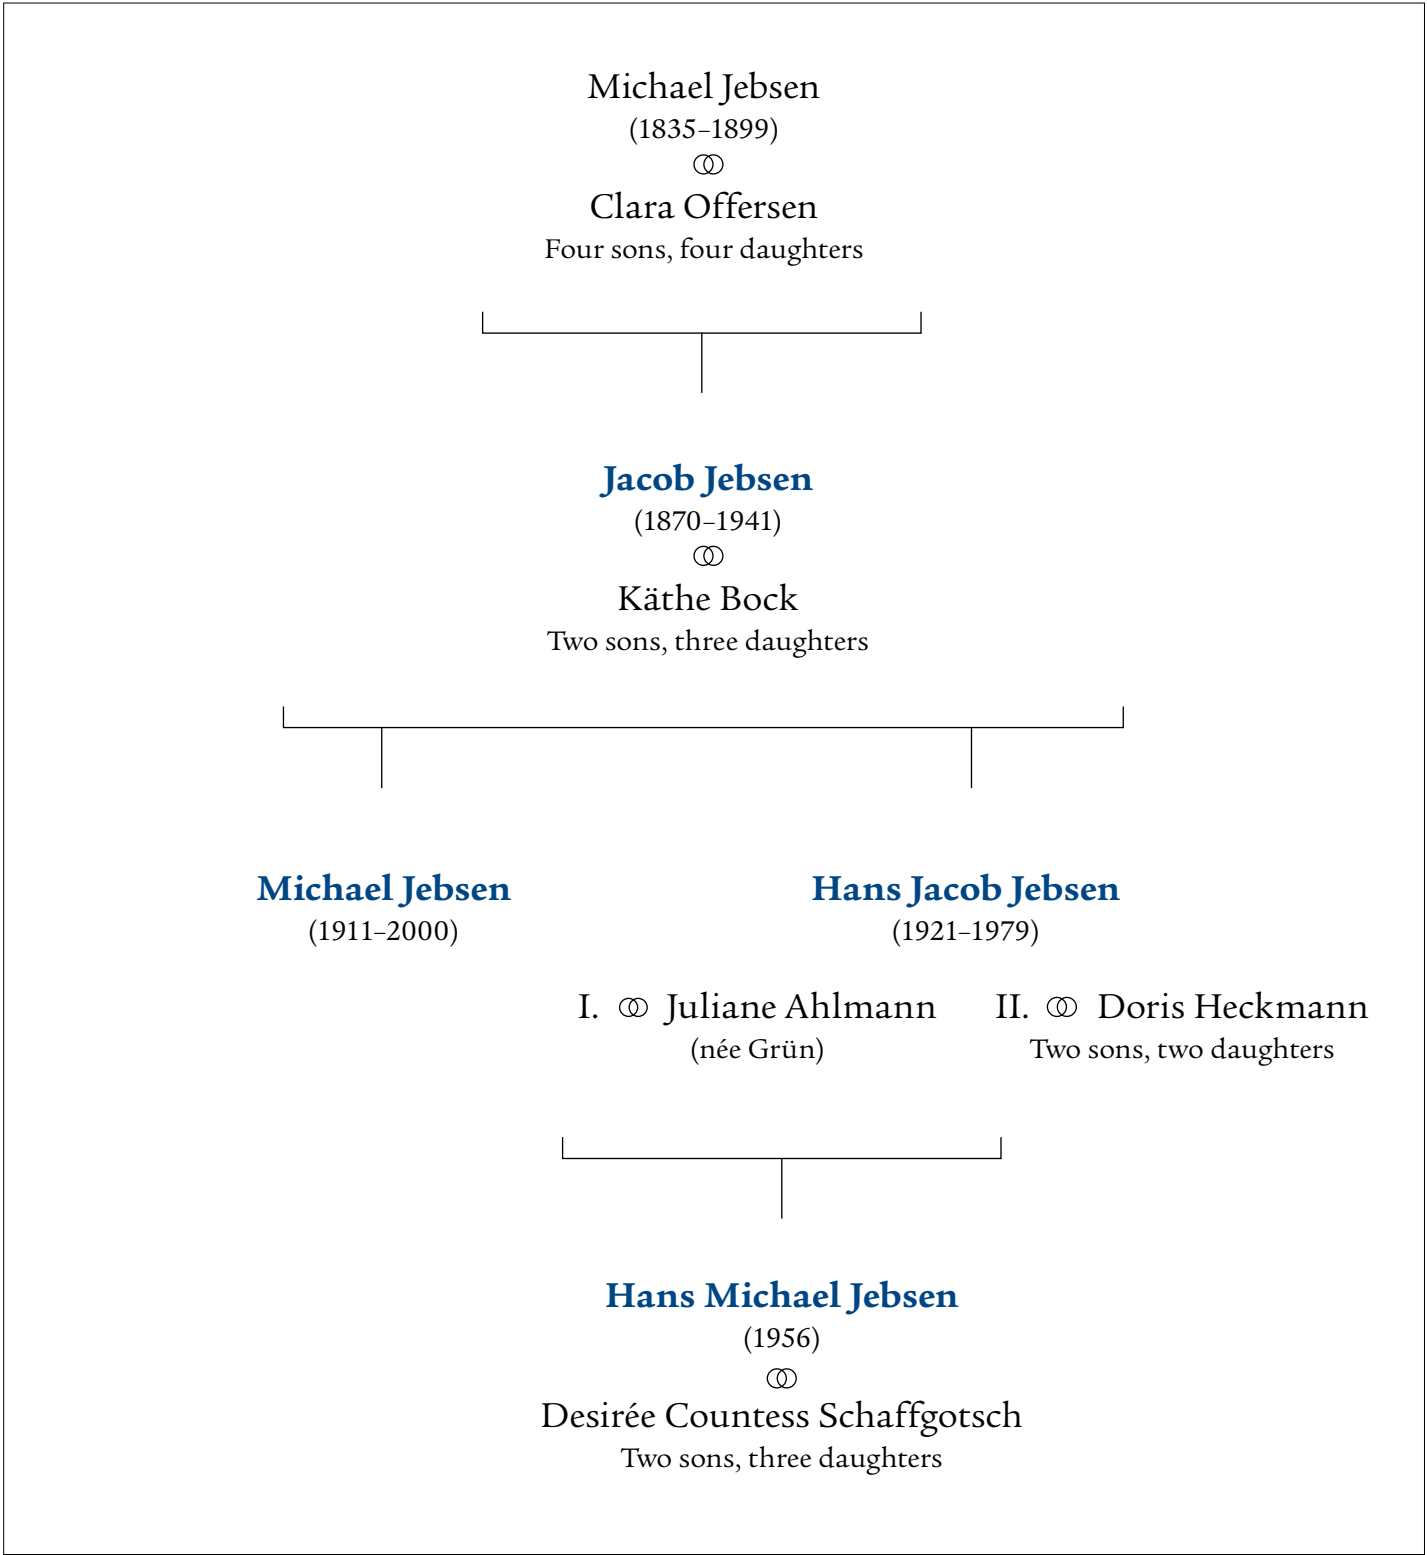 Michael Jebsen
(1835–1899)
Clara Offersen
Four sons, four daughters
Jacob Jebsen
(1870–1941)
Käthe Bock
Two sons, three daughters
Michael Jebsen
(1911–2000)
Hans Jacob Jebsen
(1921–1979)
I. ⚭ Juliane Ahlmann
(née Grün)
II. ⚭ Doris Heckmann
Two sons, two daughters
Hans Michael Jebsen
(1956)
Desirée Countess Schaffgotsch
Two sons, three daughters